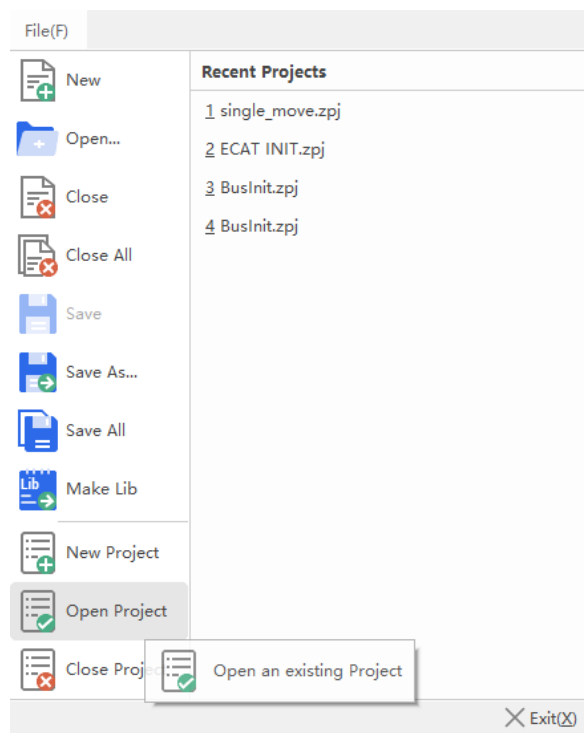 File(F)
New
Open...
Close
Close All
Save
Save As...
Save All
Lib
Make Lib
New Project
Open Project
Close Proj
Recent Projects
1 single_move.zpj
2 ECAT INIT.zpj
3 BusInit.zpj
4 BusInit.zpj
Open an existing Project
Exit(X)